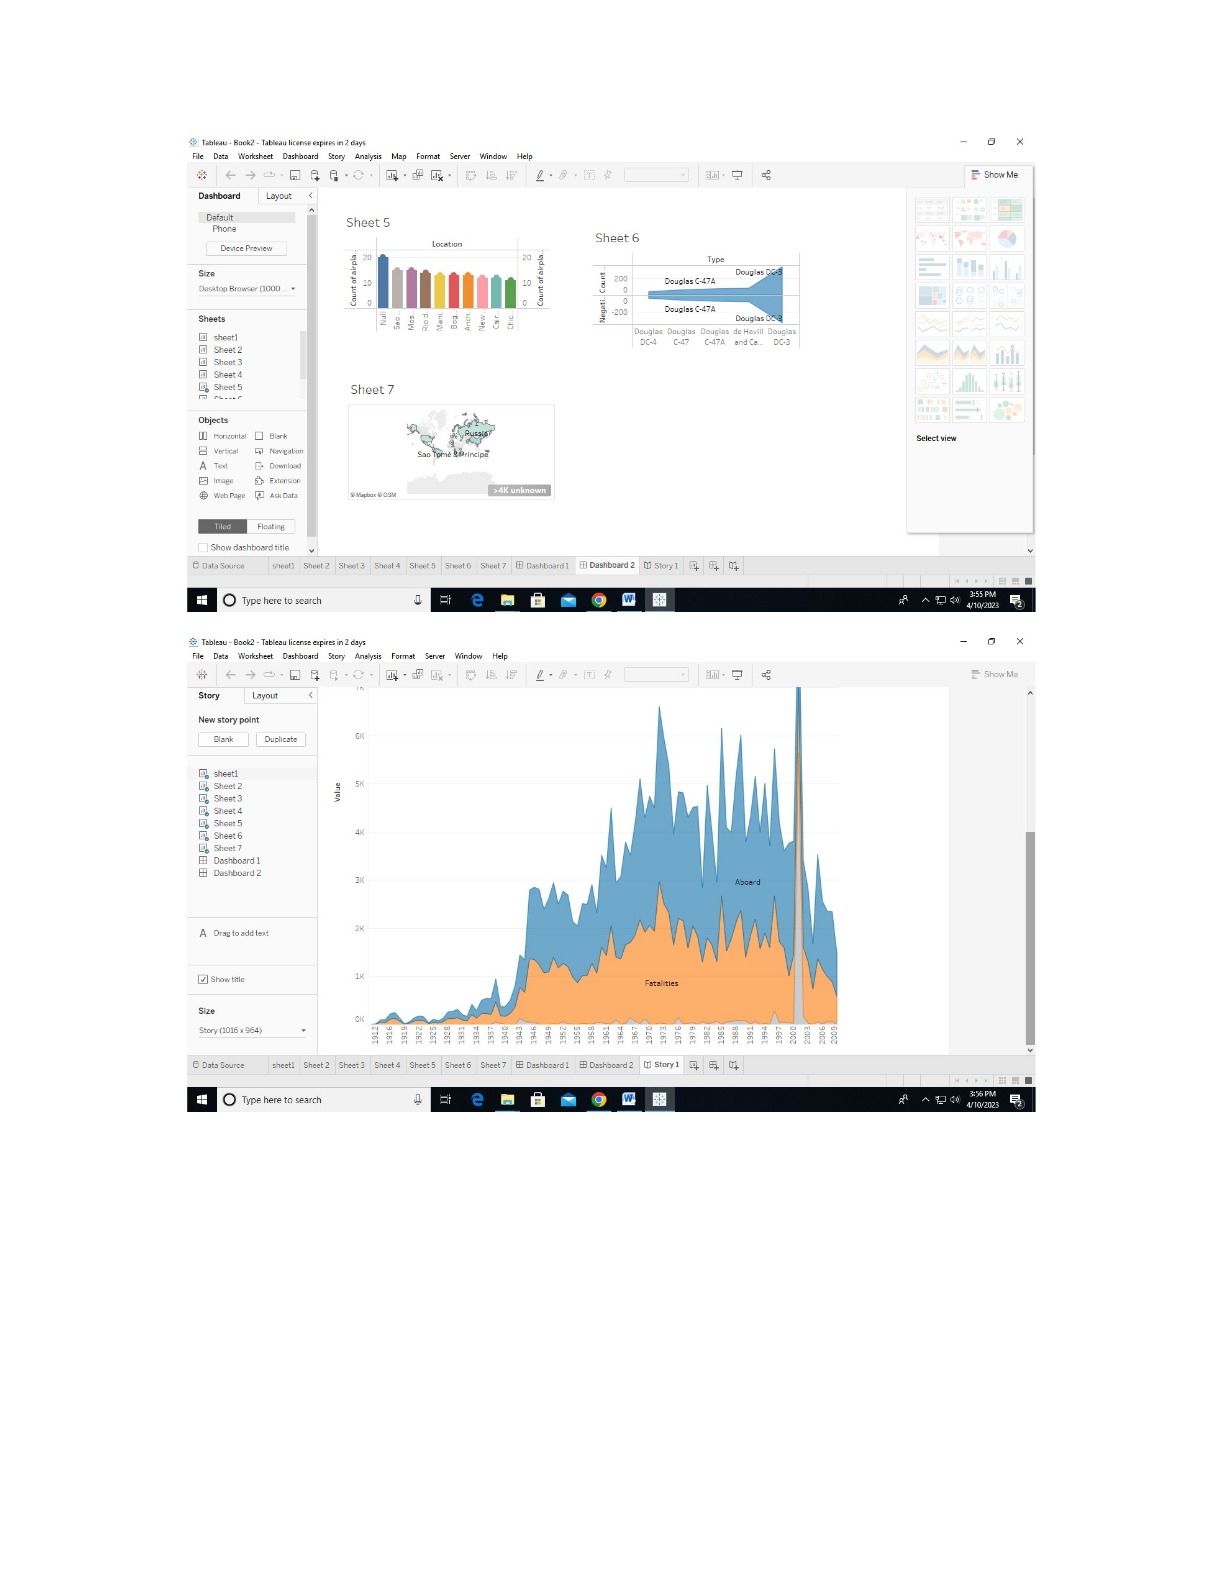 Tableau - Book2 - Tableau license expires in 2 days
File Data Worksheet Dashboard Story Analysis Map Format Server Window Help
Show Me
Dashboard Layout
Default
Phone
Device Preview
Size
Desktop Browser (1000 ...
Sheets
sheet1
Sheet 2
Sheet 3
Sheet 4
Sheet 5
Objects
Horizontal Blank
Vertical Navigation
Text Download
Image Extension
Web Page Ask Data
Tiled Floating
Show dashboard title
Sheet 5
Location
Count of airpla..
20
10
0
20
10
0
Count of airpla..
Null
Sao ..
Mos..
Rio d..
Mani..
Bog..
Anch..
New..
Car..
Chic..
Sheet 6
Type
Count ..
Negati..
200
0
0
-200
Douglas C-47A
Douglas DC-3
Douglas C-47A
Douglas DC-3
Douglas Douglas Douglas de Havill Douglas
DC-4 C-47 C-47A and Ca.. DC-3
Sheet 7
Russia
Sao Tomé & Principe
© Mapbox © OSM
>4K unknown
Select view
Data Source sheet1 Sheet 2 Sheet 3 Sheet 4 Sheet 5 Sheet 6 Sheet 7 Dashboard 1 Dashboard 2 Story 1
Type here to search
3:55 PM
4/10/2023
2
Tableau - Book2 - Tableau license expires in 2 days
File Data Worksheet Dashboard Story Analysis Format Server Window Help
Show Me
Story Layout
New story point
Blank Duplicate
sheet1
Sheet 2
Sheet 3
Sheet 4
Sheet 5
Sheet 6
Sheet 7
Dashboard 1
Dashboard 2
Drag to add text
Show title
Size
Story (1016 x 964)
Value
7K
6K
5K
4K
3K
2K
1K
0K
Aboard
Fatalities
1912 1916 1919 1922 1925 1928 1931 1934 1937 1940 1943 1946 1949 1952 1955 1958 1961 1964 1967 1970 1973 1976 1979 1982 1985 1988 1991 1994 1997 2000 2003 2006 2009
Data Source sheet1 Sheet 2 Sheet 3 Sheet 4 Sheet 5 Sheet 6 Sheet 7 Dashboard 1 Dashboard 2 Story 1
Type here to search
3:56 PM
4/10/2023
2